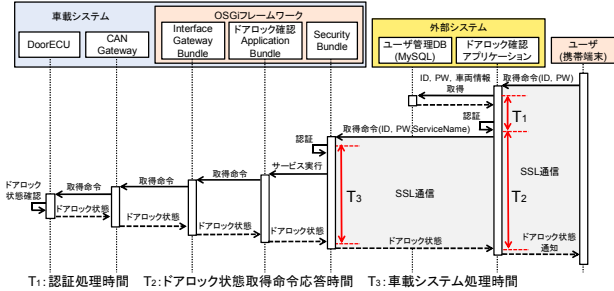 車載システム
OSGiフレームワーク
外部システム
DoorECU
CAN
Gateway
Interface
Gateway
Bundle
ドアロック確認
Application
Bundle
Security
Bundle
ユーザ管理DB
(MySQL)
ドアロック確認
アプリケーション
ユーザ
(携帯端末)
ID, PW, 車両情報
取得
取得命令(ID, PW)
T1
認証
取得命令(ID, PW,ServiceName)
認証
サービス実行
取得命令
取得命令
取得命令
ドアロック
状態確認
T3
SSL通信
T2
SSL通信
ドアロック状態
ドアロック状態
ドアロック状態
ドアロック状態
ドアロック状態
ドアロック状態
通知
T1:認証処理時間
T2:ドアロック状態取得命令応答時間
T3:車載システム処理時間